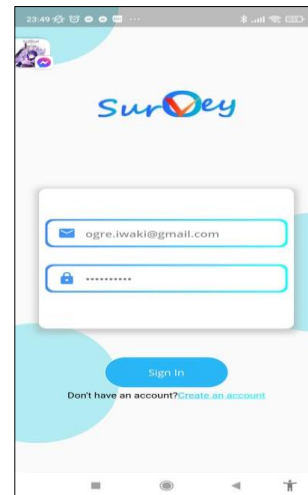 23:49
Survey
ogre.iwaki@gmail.com
Sign In
Don't have an account?Create an account